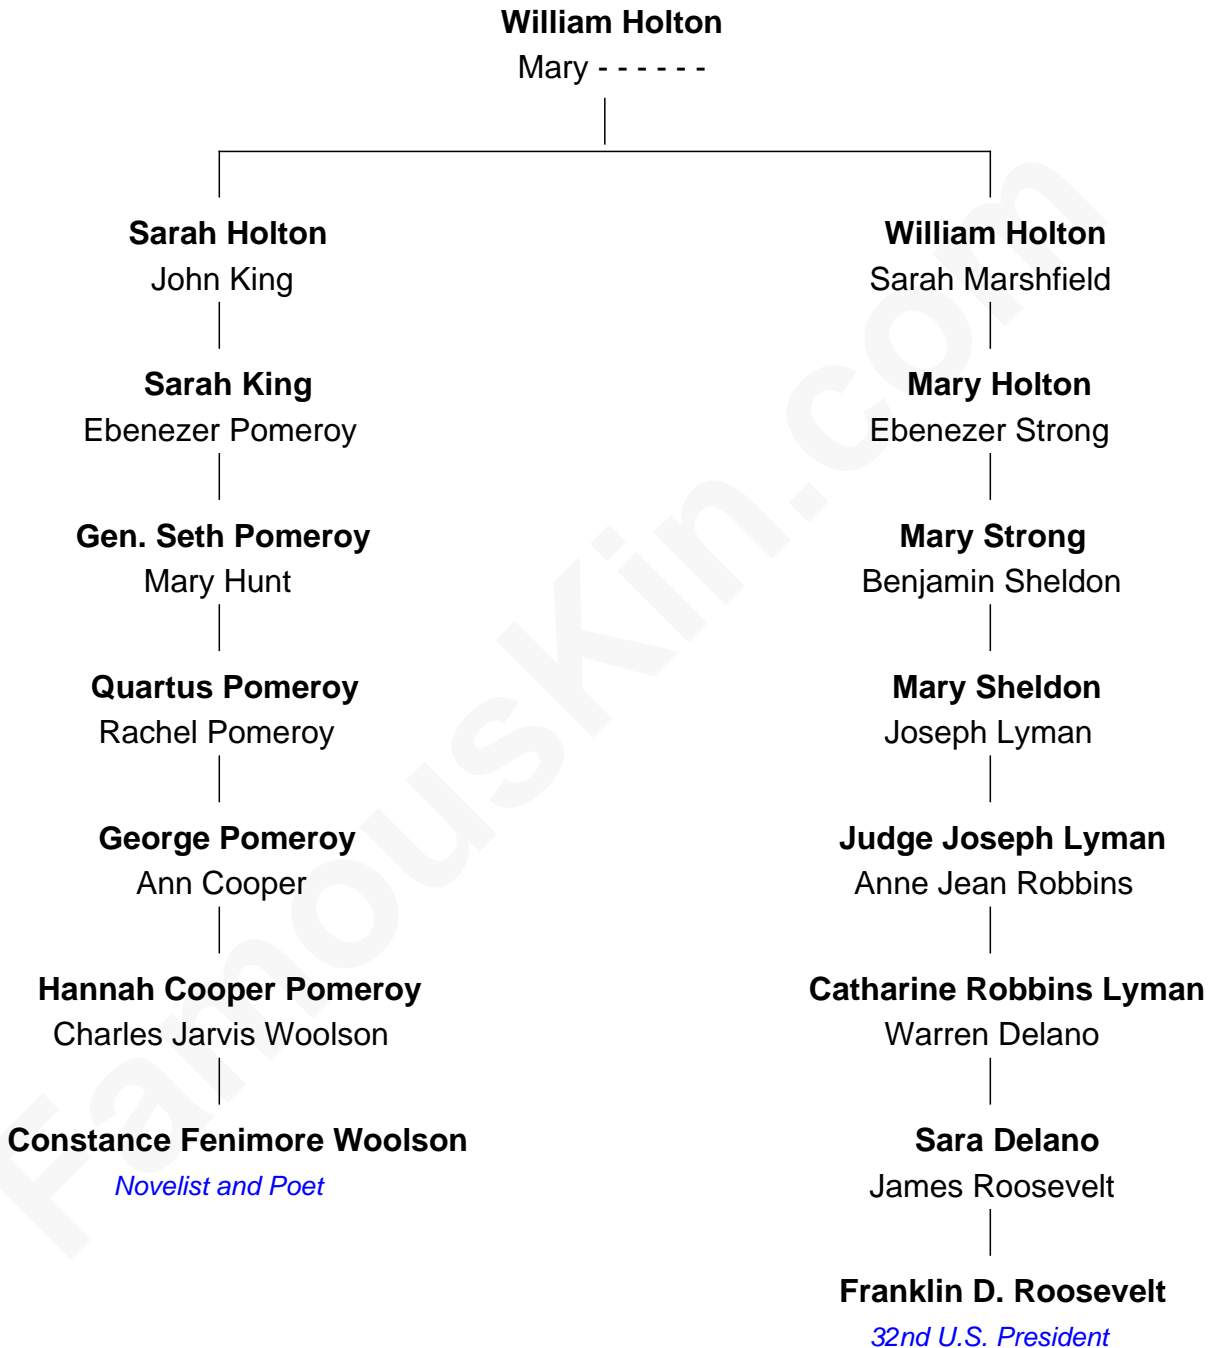 William Holton
Mary - - - - - -
Sarah Holton
John King
William Holton
Sarah Marshfield
Sarah King
Ebenezer Pomeroy
Mary Holton
Ebenezer Strong
Gen. Seth Pomeroy
Mary Hunt
Mary Strong
Benjamin Sheldon
Quartus Pomeroy
Rachel Pomeroy
Mary Sheldon
Joseph Lyman
George Pomeroy
Ann Cooper
Judge Joseph Lyman
Anne Jean Robbins
Hannah Cooper Pomeroy
Charles Jarvis Woolson
Catharine Robbins Lyman
Warren Delano
Constance Fenimore Woolson
Novelist and Poet
Sara Delano
James Roosevelt
Franklin D. Roosevelt
32nd U.S. President
FamousKin.com